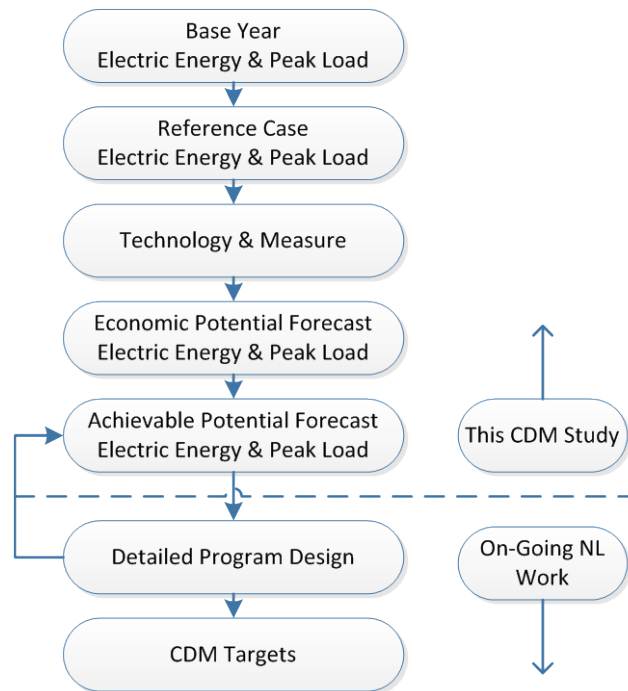 Base Year
Electric Energy & Peak Load
Reference Case
Electric Energy & Peak Load
Technology & Measure
Economic Potential Forecast
Electric Energy & Peak Load
Achievable Potential Forecast
Electric Energy & Peak Load
This CDM Study
Detailed Program Design
On-Going NL
Work
CDM Targets